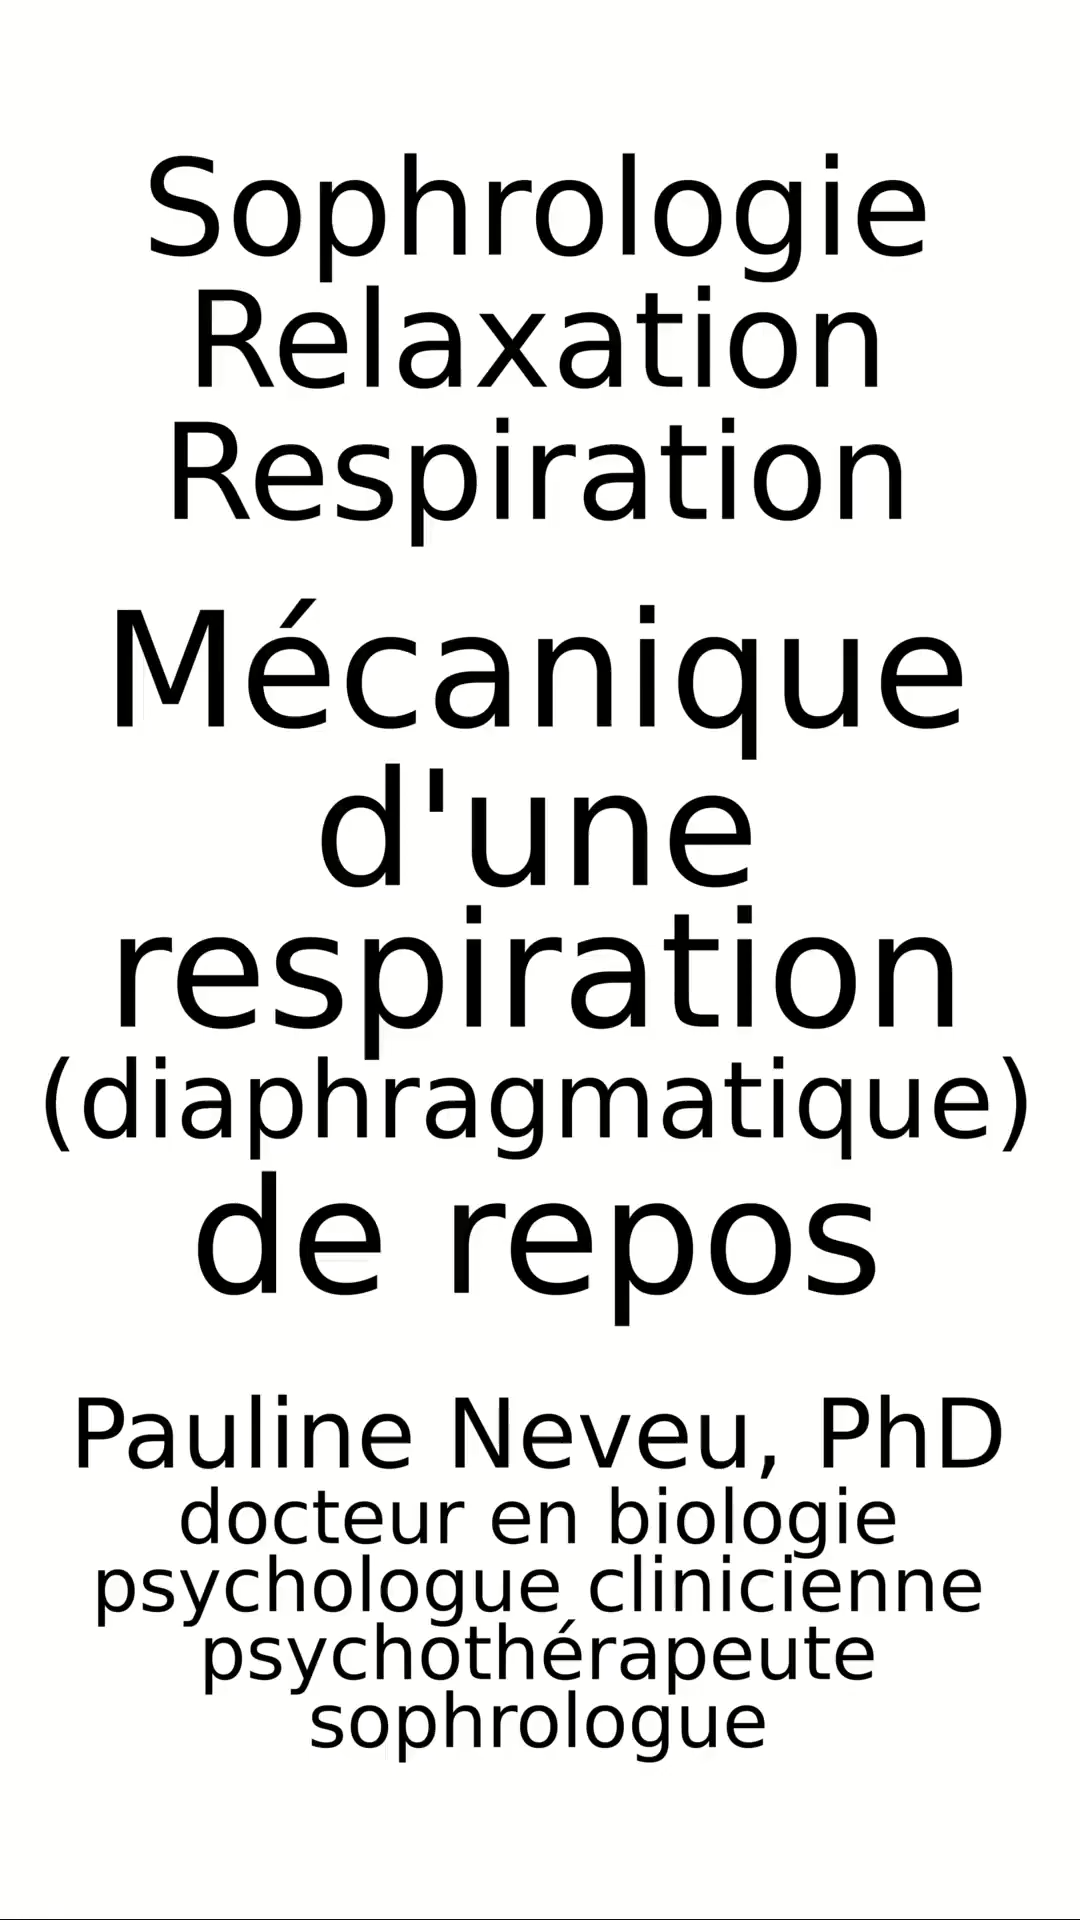 Sophrologie
Relaxation
Respiration
Mécanique
d'une
respiration
(diaphragmatique)
de repos
Pauline Neveu, PhD
docteur en biologie
psychologue clinicienne
psychothérapeute
sophrologue